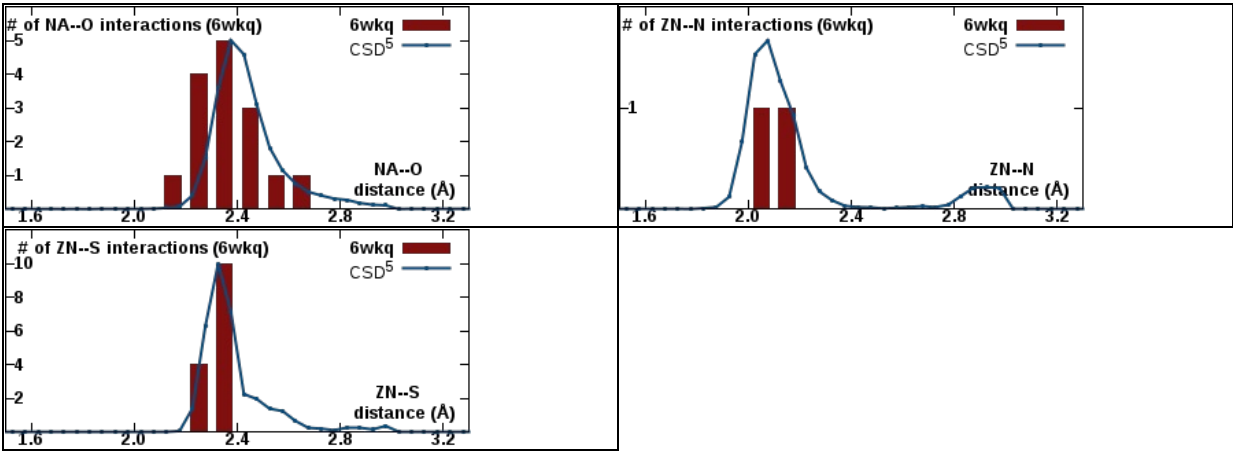 # of NA--O interactions (6wkq)
6wkq
CSD5
5
4
3
2
1
NA--O
distance (Å)
1.6 2.0 2.4 2.8 3.2
# of ZN--N interactions (6wkq)
6wkq
CSD5
1
ZN--N
distance (Å)
1.6 2.0 2.4 2.8 3.2
# of ZN--S interactions (6wkq)
6wkq
CSD5
10
8
6
4
2
ZN--S
distance (Å)
1.6 2.0 2.4 2.8 3.2